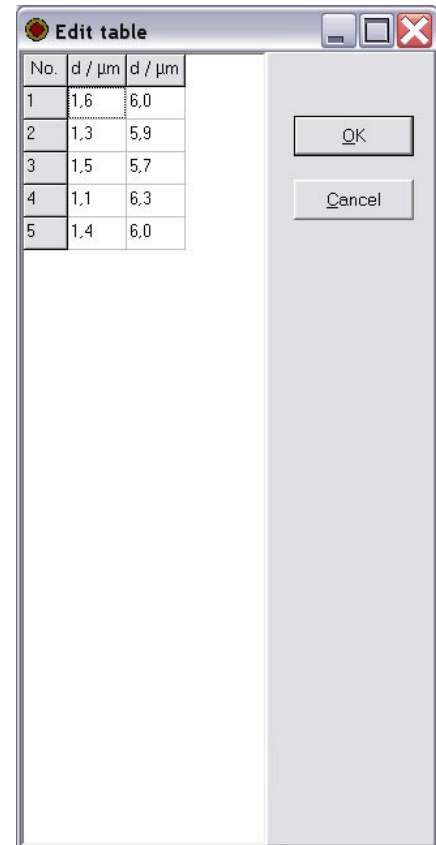 Edit table
No. d / µm d / µm
1 1,6 6,0
2 1,3 5,9
OK
3 1,5 5,7
4 1,1 6,3
Cancel
5 1,4 6,0